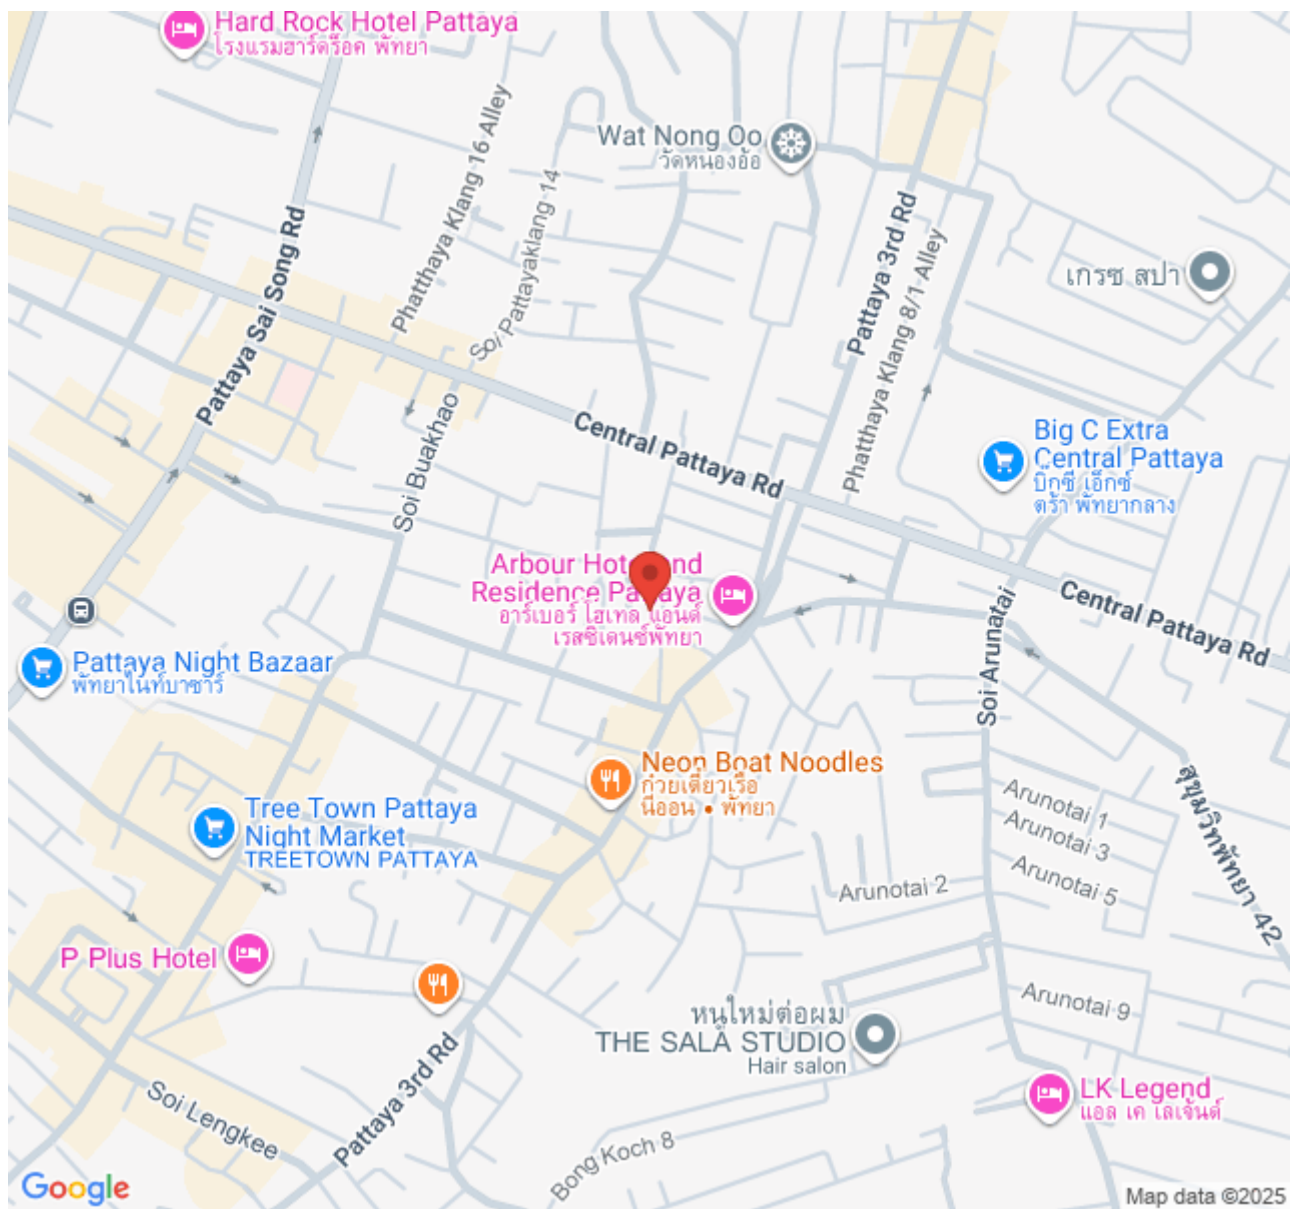 Hard Rock Hotel Pattaya
โรงแรมฮาร์ดร็อค พัทยา
Phatthaya Klang 16 Alley
Wat Nong Oo
วัดหนองอ้อ
Soi Pattayaklang 14
Pattaya Sai Song Rd
Pattaya 3rd Rd
Phatthaya Klang 8/1 Alley
เกรซ สปา
Soi Buakhao
Central Pattaya Rd
Big C Extra
Central Pattaya
บิ๊กซี เอ็กซ์
ตร้า พัทยากลาง
Arbour Hotel and
Residence Pattaya
อาร์เบอร์ โฮเทล แอนด์
เรสซิเดนซ์พัทยา
Central Pattaya Rd
Soi Arunatai
Pattaya Night Bazaar
พัทยาไนท์บาซาร์
Neon Boat Noodles
ก๋วยเตี๋ยวเรือ
นีออน • พัทยา
Tree Town Pattaya
Night Market
TREETOWN PATTAYA
Arunotai 1
Arunotai 3
Arunotai 5
สุขุมวิทพัทยา 42
Arunotai 2
P Plus Hotel
Arunotai 9
หนูใหม่ต่อผม
THE SALA STUDIO
Hair salon
Pattaya 3rd Rd
Soi Lengkee
LK Legend
แอล เค เลเจ้นด์
Bong Koch 8
Google
Map data ©2025